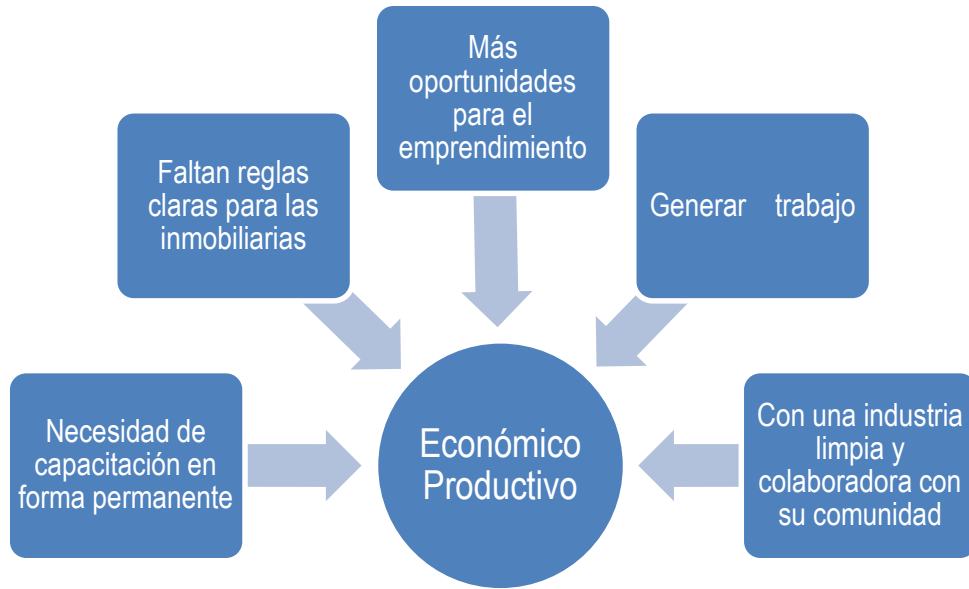 Más
oportunidades
para el
emprendimiento
Faltan reglas
claras para las
inmobiliarias
Generar trabajo
Necesidad de
capacitación en
forma permanente
Económico
Productivo
Con una industria
limpia y
colaboradora con
su comunidad